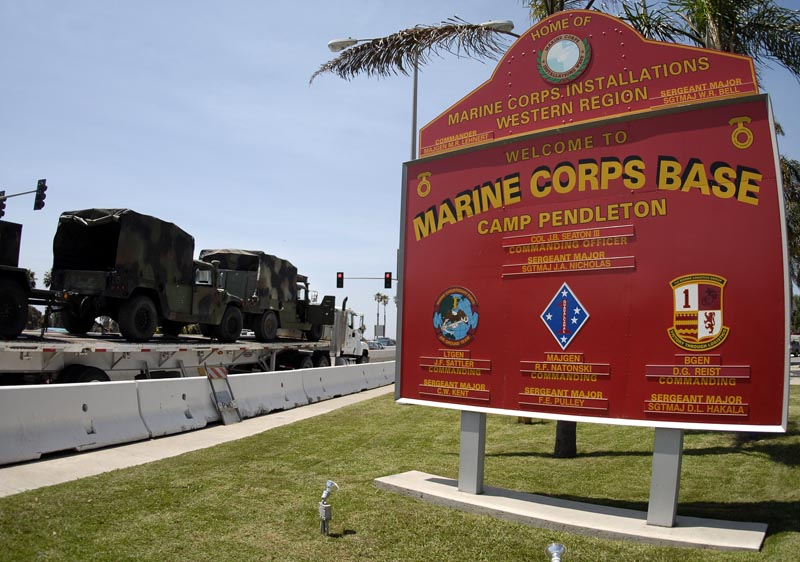 HOME OF
MARINE CORPS INSTALLATIONS
WESTERN REGION
COMMANDER
MAJGEN M.R. LEHNERT
SERGEANT MAJOR
SGTMAJ W.R. BELL
WELCOME TO
MARINE CORPS BASE
CAMP PENDLETON
COL J.B. SEATON III
COMMANDING OFFICER
SERGEANT MAJOR
SGTMAJ J.A. NICHOLAS
LTGEN
J.F. SATTLER
COMMANDING
SERGEANT MAJOR
C.W. KENT
MAJGEN
R.F. NATONSKI
COMMANDING
SERGEANT MAJOR
F.E. PULLEY
1
BGEN
D.G. REIST
COMMANDING
SERGEANT MAJOR
SGTMAJ D.L. HAKALA